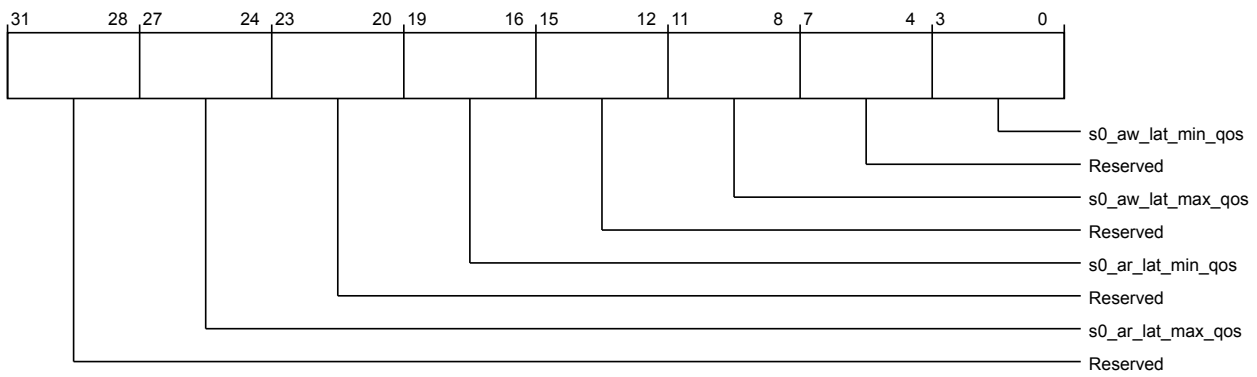 31 28 27 24 23 20 19 16 15 12 11 8 7 4 3 0
s0_aw_lat_min_qos
Reserved
s0_aw_lat_max_qos
Reserved
s0_ar_lat_min_qos
Reserved
s0_ar_lat_max_qos
Reserved